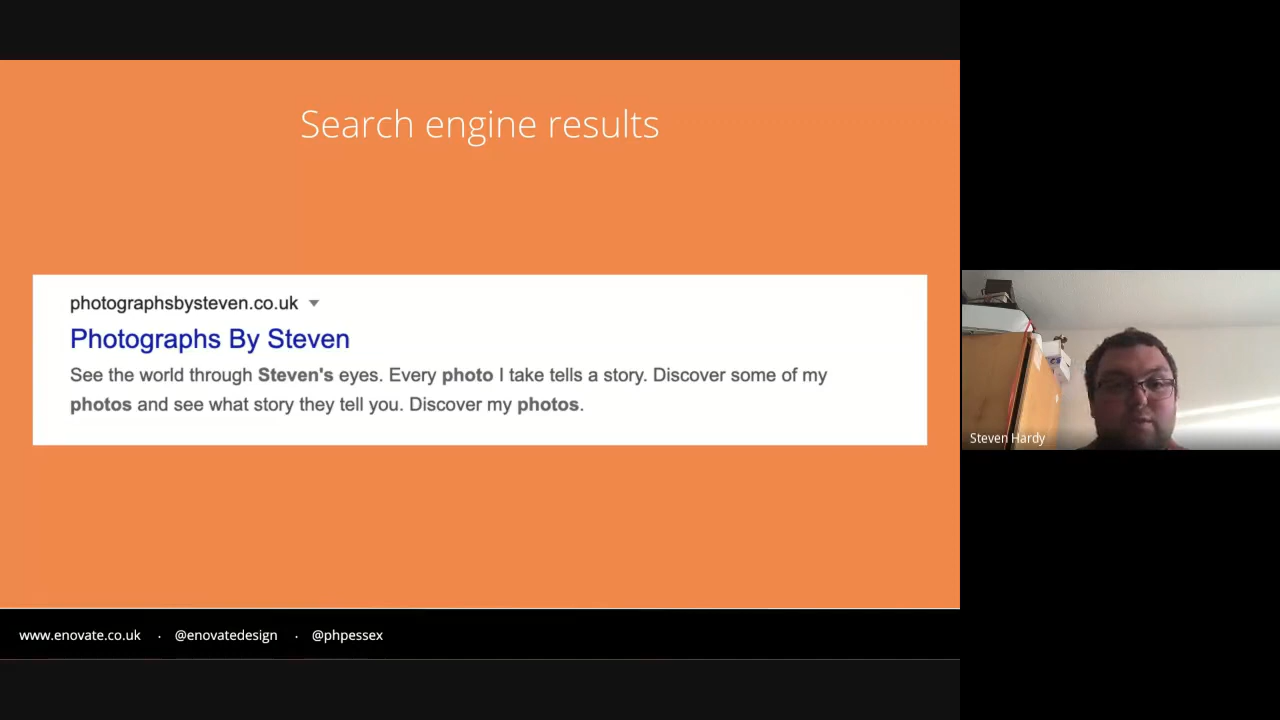 Search engine results
photographsbysteven.co.uk
Photographs By Steven
See the world through Steven's eyes. Every photo I take tells a story. Discover some of my
photos and see what story they tell you. Discover my photos.
Steven Hardy
www.enovate.co.uk · @enovatedesign · @phpessex